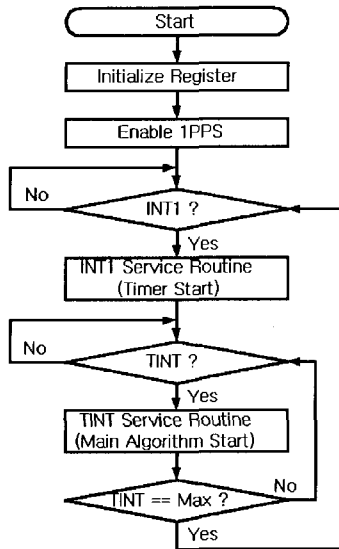 Start
Initialize Register
Enable 1PPS
No
INT1 ?
Yes
INT1 Service Routine
(Timer Start)
No
TINT ?
Yes
TINT Service Routine
(Main Algorithm Start)
No
TINT == Max ?
Yes